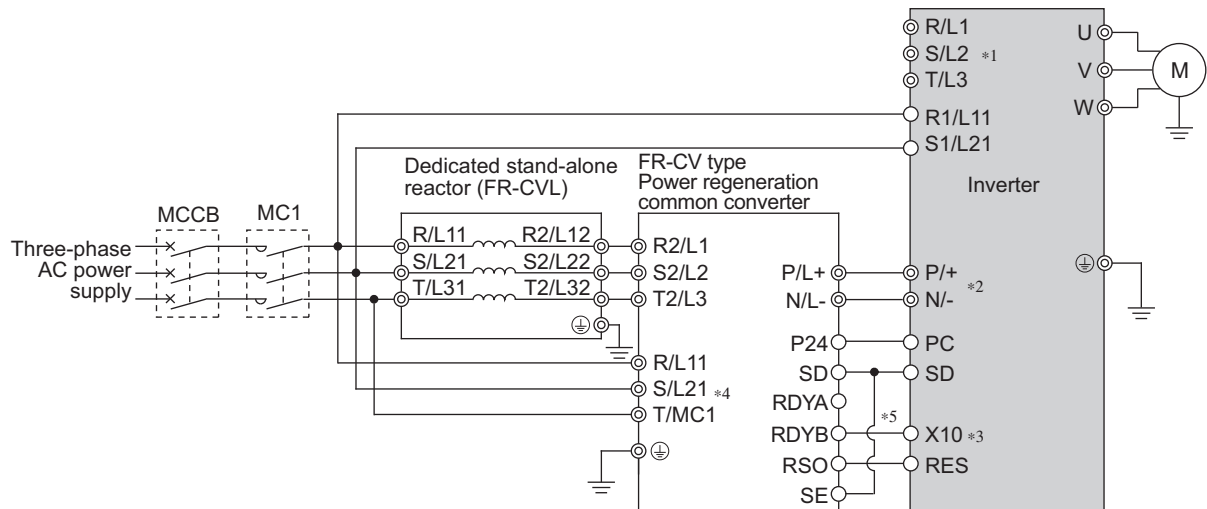 R/L1
S/L2 *1
T/L3
R1/L11
S1/L21
Inverter
U
V
W
M
MCCB
MC1
Three-phase
AC power
supply
Dedicated stand-alone
reactor (FR-CVL)
R/L11
S/L21
T/L31
R2/L12
S2/L22
T2/L32
FR-CV type
Power regeneration
common converter
R2/L1
S2/L2
T2/L3
R/L11
S/L21 *4
T/MC1
P/L+
N/L-
P24
SD
RDYA
RDYB
RSO
SE
*5
P/+
*2
N/-
PC
SD
X10 *3
RES